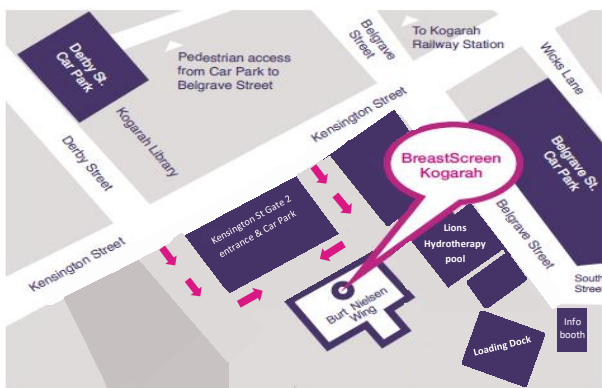 Derby St.
Car Park
Pedestrian access
from Car Park to
Belgrave Street
Belgrave
Street
To Kogarah
Railway Station
Wicks Lane
Kogarah Library
Derby Street
Kensington Street
BreastScreen
Kogarah
Belgrave St.
Car Park
Kensington St Gate 2
entrance & Car Park
Lions
Hydrotherapy
pool
Belgrave Street
Kensington Street
South
Street
Burt Nielsen
Wing
Info
booth
Loading Dock